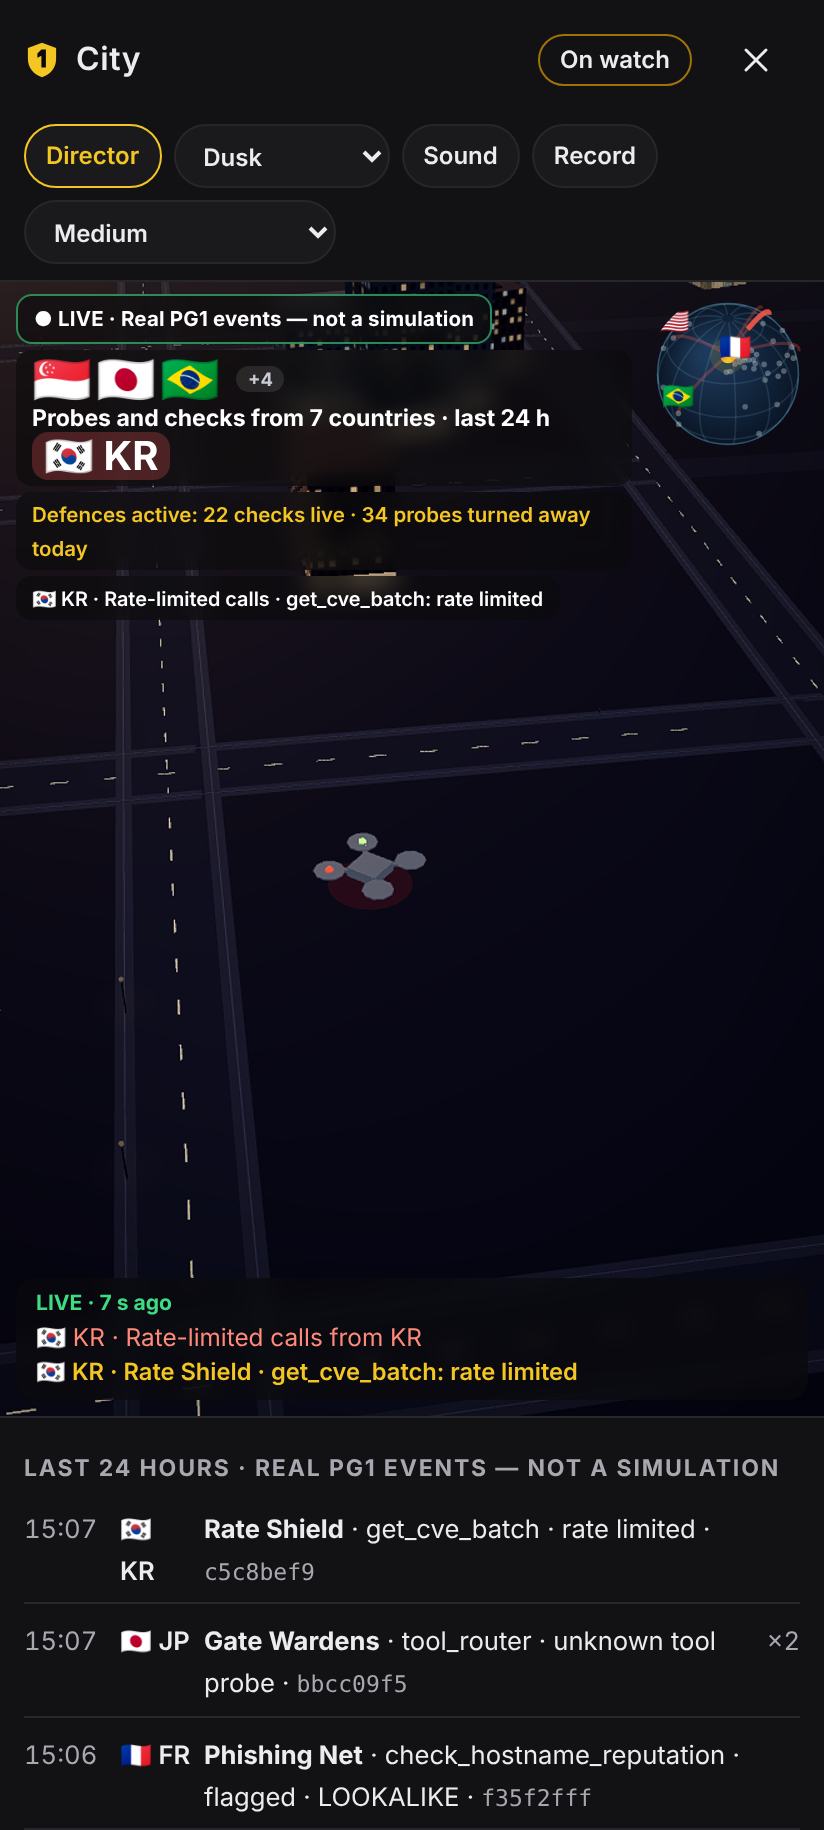 1 City
On watch
Director
Dusk
Sound
Record
Medium
LIVE · Real PG1 events — not a simulation
+4
Probes and checks from 7 countries · last 24 h
KR
Defences active: 22 checks live · 34 probes turned away
today
KR · Rate-limited calls · get_cve_batch: rate limited
LIVE · 7 s ago
KR · Rate-limited calls from KR
KR · Rate Shield · get_cve_batch: rate limited
LAST 24 HOURS · REAL PG1 EVENTS — NOT A SIMULATION
15:07 KR Rate Shield · get_cve_batch · rate limited ·
c5c8bef9
15:07 JP Gate Wardens · tool_router · unknown tool ×2
probe · bbcc09f5
15:06 FR Phishing Net · check_hostname_reputation ·
flagged · LOOKALIKE · f35f2fff